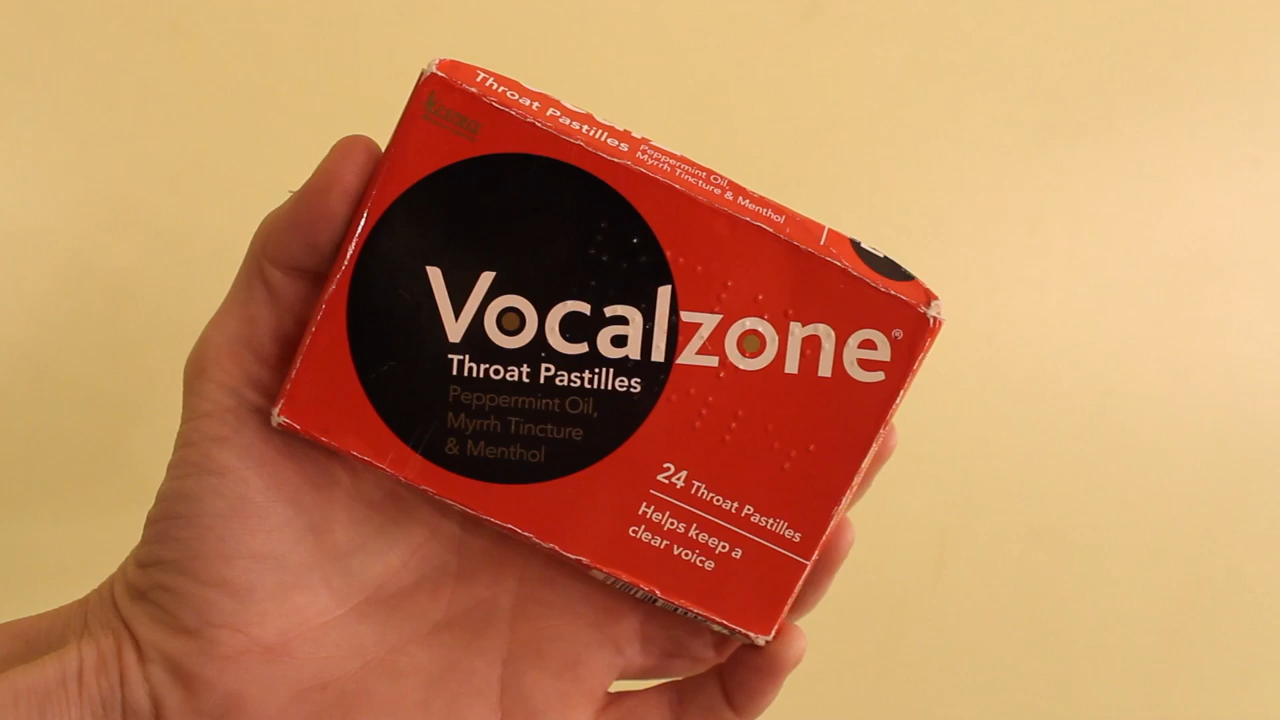 Throat Pastilles
Peppermint Oil,
Myrrh Tincture & Menthol
Vocalzone®
Throat Pastilles
Peppermint Oil,
Myrrh Tincture
& Menthol
24 Throat Pastilles
Helps keep a
clear voice